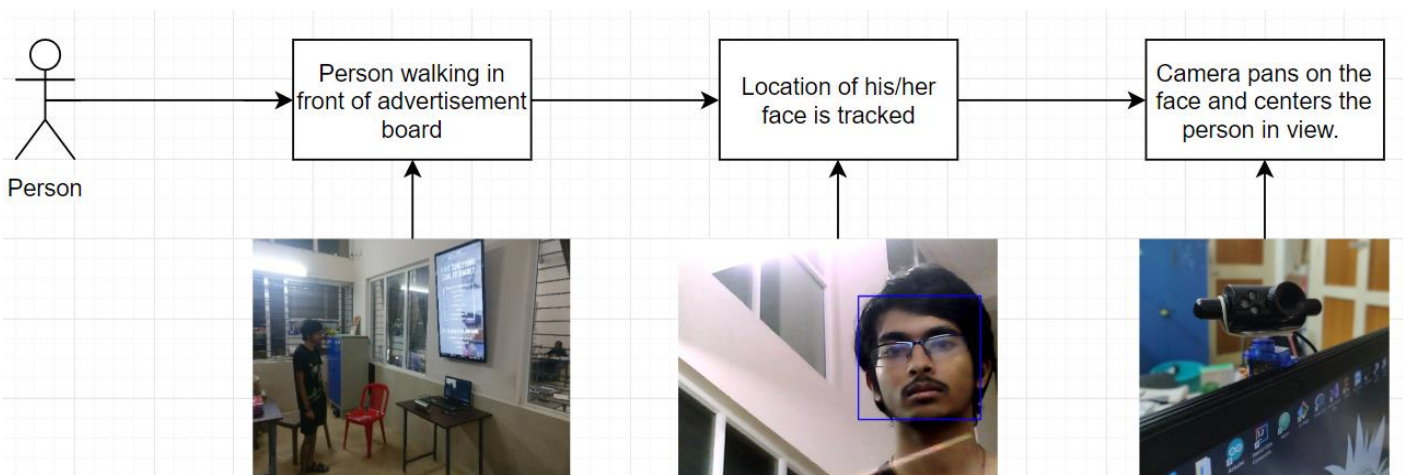 Person
Person walking in
front of advertisement
board
Location of his/her
face is tracked
Camera pans on the
face and centers the
person in view.